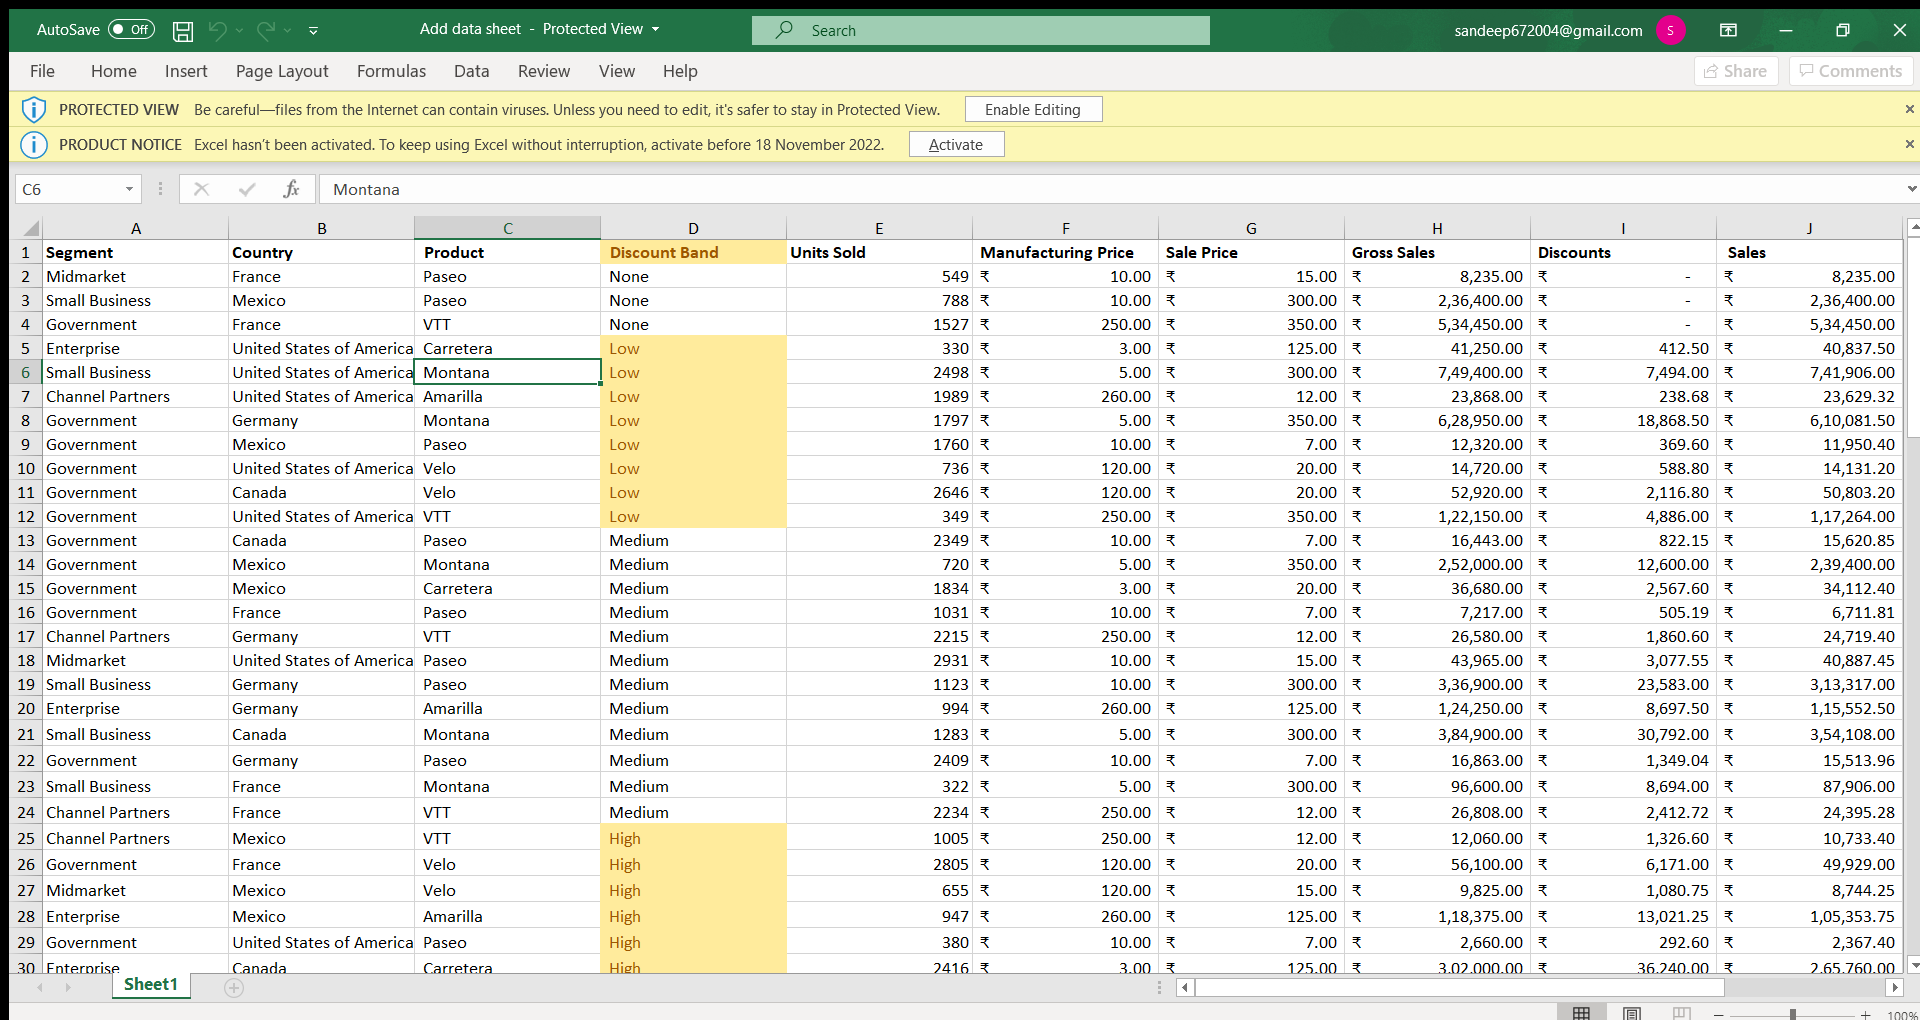 AutoSave Off Add data sheet - Protected View Search sandeep672004@gmail.com S
File Home Insert Page Layout Formulas Data Review View Help Share Comments
PROTECTED VIEW Be careful—files from the Internet can contain viruses. Unless you need to edit, it's safer to stay in Protected View. Enable Editing
PRODUCT NOTICE Excel hasn't been activated. To keep using Excel without interruption, activate before 18 November 2022. Activate
C6 fx Montana
A B C D E F G H I J
1 Segment Country Product Discount Band Units Sold Manufacturing Price Sale Price Gross Sales Discounts Sales
2 Midmarket France Paseo None 549 ₹ 10.00 ₹ 15.00 ₹ 8,235.00 ₹ - ₹ 8,235.00
3 Small Business Mexico Paseo None 788 ₹ 10.00 ₹ 300.00 ₹ 2,36,400.00 ₹ - ₹ 2,36,400.00
4 Government France VTT None 1527 ₹ 250.00 ₹ 350.00 ₹ 5,34,450.00 ₹ - ₹ 5,34,450.00
5 Enterprise United States of America Carretera Low 330 ₹ 3.00 ₹ 125.00 ₹ 41,250.00 ₹ 412.50 ₹ 40,837.50
6 Small Business United States of America Montana Low 2498 ₹ 5.00 ₹ 300.00 ₹ 7,49,400.00 ₹ 7,494.00 ₹ 7,41,906.00
7 Channel Partners United States of America Amarilla Low 1989 ₹ 260.00 ₹ 12.00 ₹ 23,868.00 ₹ 238.68 ₹ 23,629.32
8 Government Germany Montana Low 1797 ₹ 5.00 ₹ 350.00 ₹ 6,28,950.00 ₹ 18,868.50 ₹ 6,10,081.50
9 Government Mexico Paseo Low 1760 ₹ 10.00 ₹ 7.00 ₹ 12,320.00 ₹ 369.60 ₹ 11,950.40
10 Government United States of America Velo Low 736 ₹ 120.00 ₹ 20.00 ₹ 14,720.00 ₹ 588.80 ₹ 14,131.20
11 Government Canada Velo Low 2646 ₹ 120.00 ₹ 20.00 ₹ 52,920.00 ₹ 2,116.80 ₹ 50,803.20
12 Government United States of America VTT Low 349 ₹ 250.00 ₹ 350.00 ₹ 1,22,150.00 ₹ 4,886.00 ₹ 1,17,264.00
13 Government Canada Paseo Medium 2349 ₹ 10.00 ₹ 7.00 ₹ 16,443.00 ₹ 822.15 ₹ 15,620.85
14 Government Mexico Montana Medium 720 ₹ 5.00 ₹ 350.00 ₹ 2,52,000.00 ₹ 12,600.00 ₹ 2,39,400.00
15 Government Mexico Carretera Medium 1834 ₹ 3.00 ₹ 20.00 ₹ 36,680.00 ₹ 2,567.60 ₹ 34,112.40
16 Government France Paseo Medium 1031 ₹ 10.00 ₹ 7.00 ₹ 7,217.00 ₹ 505.19 ₹ 6,711.81
17 Channel Partners Germany VTT Medium 2215 ₹ 250.00 ₹ 12.00 ₹ 26,580.00 ₹ 1,860.60 ₹ 24,719.40
18 Midmarket United States of America Paseo Medium 2931 ₹ 10.00 ₹ 15.00 ₹ 43,965.00 ₹ 3,077.55 ₹ 40,887.45
19 Small Business Germany Paseo Medium 1123 ₹ 10.00 ₹ 300.00 ₹ 3,36,900.00 ₹ 23,583.00 ₹ 3,13,317.00
20 Enterprise Germany Amarilla Medium 994 ₹ 260.00 ₹ 125.00 ₹ 1,24,250.00 ₹ 8,697.50 ₹ 1,15,552.50
21 Small Business Canada Montana Medium 1283 ₹ 5.00 ₹ 300.00 ₹ 3,84,900.00 ₹ 30,792.00 ₹ 3,54,108.00
22 Government Germany Paseo Medium 2409 ₹ 10.00 ₹ 7.00 ₹ 16,863.00 ₹ 1,349.04 ₹ 15,513.96
23 Small Business France Montana Medium 322 ₹ 5.00 ₹ 300.00 ₹ 96,600.00 ₹ 8,694.00 ₹ 87,906.00
24 Channel Partners France VTT Medium 2234 ₹ 250.00 ₹ 12.00 ₹ 26,808.00 ₹ 2,412.72 ₹ 24,395.28
25 Channel Partners Mexico VTT High 1005 ₹ 250.00 ₹ 12.00 ₹ 12,060.00 ₹ 1,326.60 ₹ 10,733.40
26 Government France Velo High 2805 ₹ 120.00 ₹ 20.00 ₹ 56,100.00 ₹ 6,171.00 ₹ 49,929.00
27 Midmarket Mexico Velo High 655 ₹ 120.00 ₹ 15.00 ₹ 9,825.00 ₹ 1,080.75 ₹ 8,744.25
28 Enterprise Mexico Amarilla High 947 ₹ 260.00 ₹ 125.00 ₹ 1,18,375.00 ₹ 13,021.25 ₹ 1,05,353.75
29 Government United States of America Paseo High 380 ₹ 10.00 ₹ 7.00 ₹ 2,660.00 ₹ 292.60 ₹ 2,367.40
30 Enterprise Canada Carretera High 2416 ₹ 3.00 ₹ 125.00 ₹ 3,02,000.00 ₹ 36,240.00 ₹ 2,65,760.00
Sheet1
100%